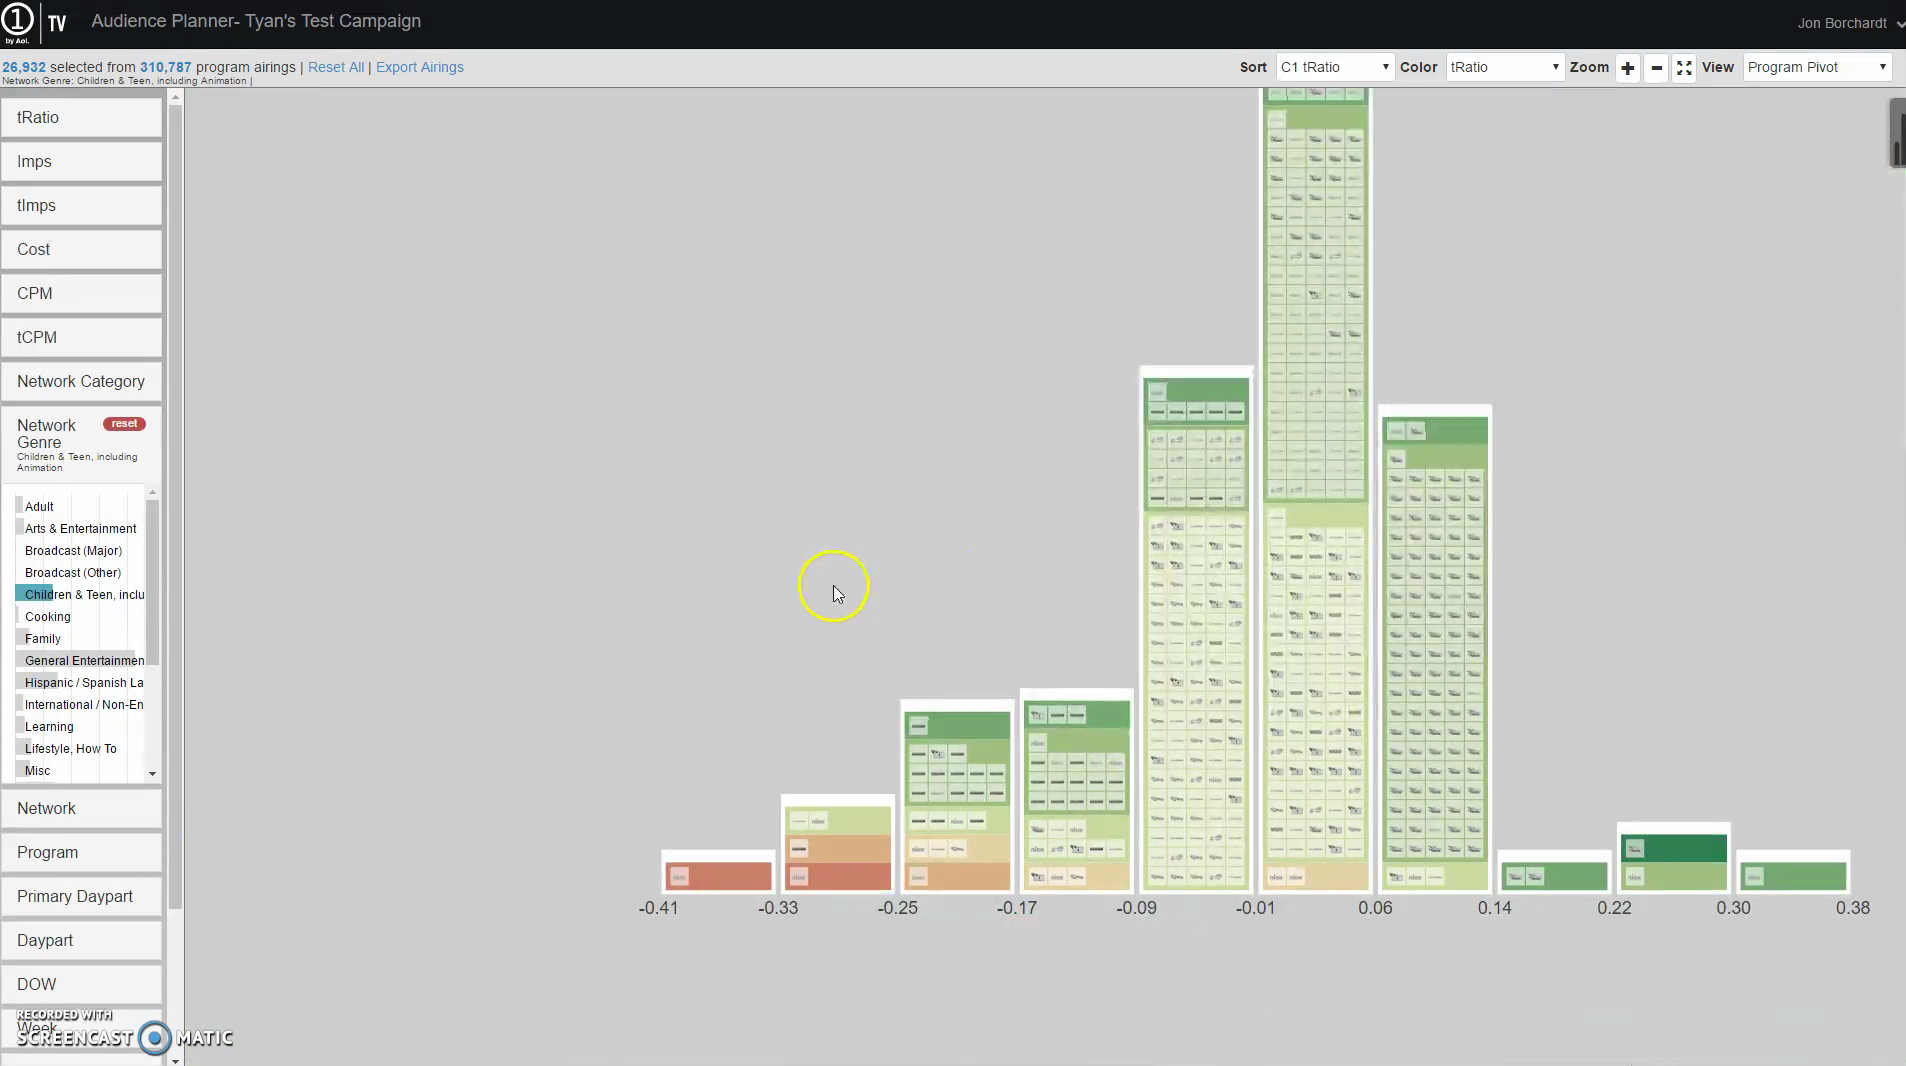 1
by Aol.
TV
Audience Planner- Tyan's Test Campaign
Jon Borchardt
26,932 selected from 310,787 program airings | Reset All | Export Airings
Network Genre: Children & Teen, including Animation |
Sort
C1 tRatio
Color
tRatio
Zoom
+
-
View
Program Pivot
tRatio
Imps
tImps
Cost
CPM
tCPM
Network Category
Network
Genre
reset
Children & Teen, including
Animation
Adult
Arts & Entertainment
Broadcast (Major)
Broadcast (Other)
Children & Teen, inclu
Cooking
Family
General Entertainmen
Hispanic / Spanish La
International / Non-En
Learning
Lifestyle, How To
Misc
Network
Program
Primary Daypart
Daypart
DOW
Week
RECORDED WITH
SCREENCAST MATIC
-0.41
-0.33
-0.25
-0.17
-0.09
-0.01
0.06
0.14
0.22
0.30
0.38